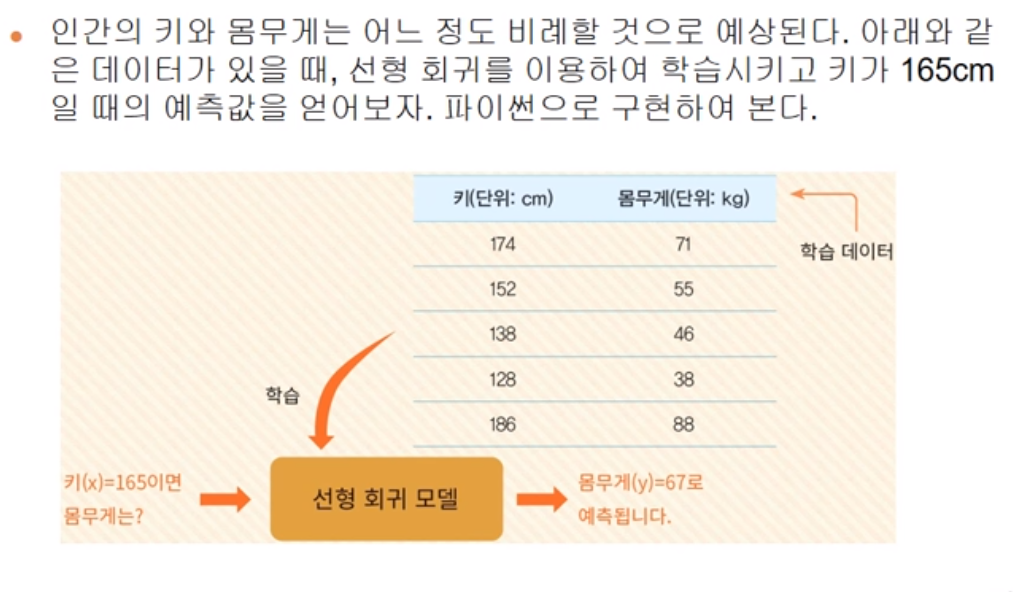 인간의 키와 몸무게는 어느 정도 비례할 것으로 예상된다. 아래와 같
은 데이터가 있을 때, 선형 회귀를 이용하여 학습시키고 키가 165cm
일 때의 예측값을 얻어보자. 파이썬으로 구현하여 본다.
키(단위: cm) 몸무게(단위: kg)
174 71
학습 데이터
152 55
138 46
128 38
학습
186 88
키(x)=165이면
몸무게는?
선형 회귀 모델
몸무게(y)=67로
예측됩니다.